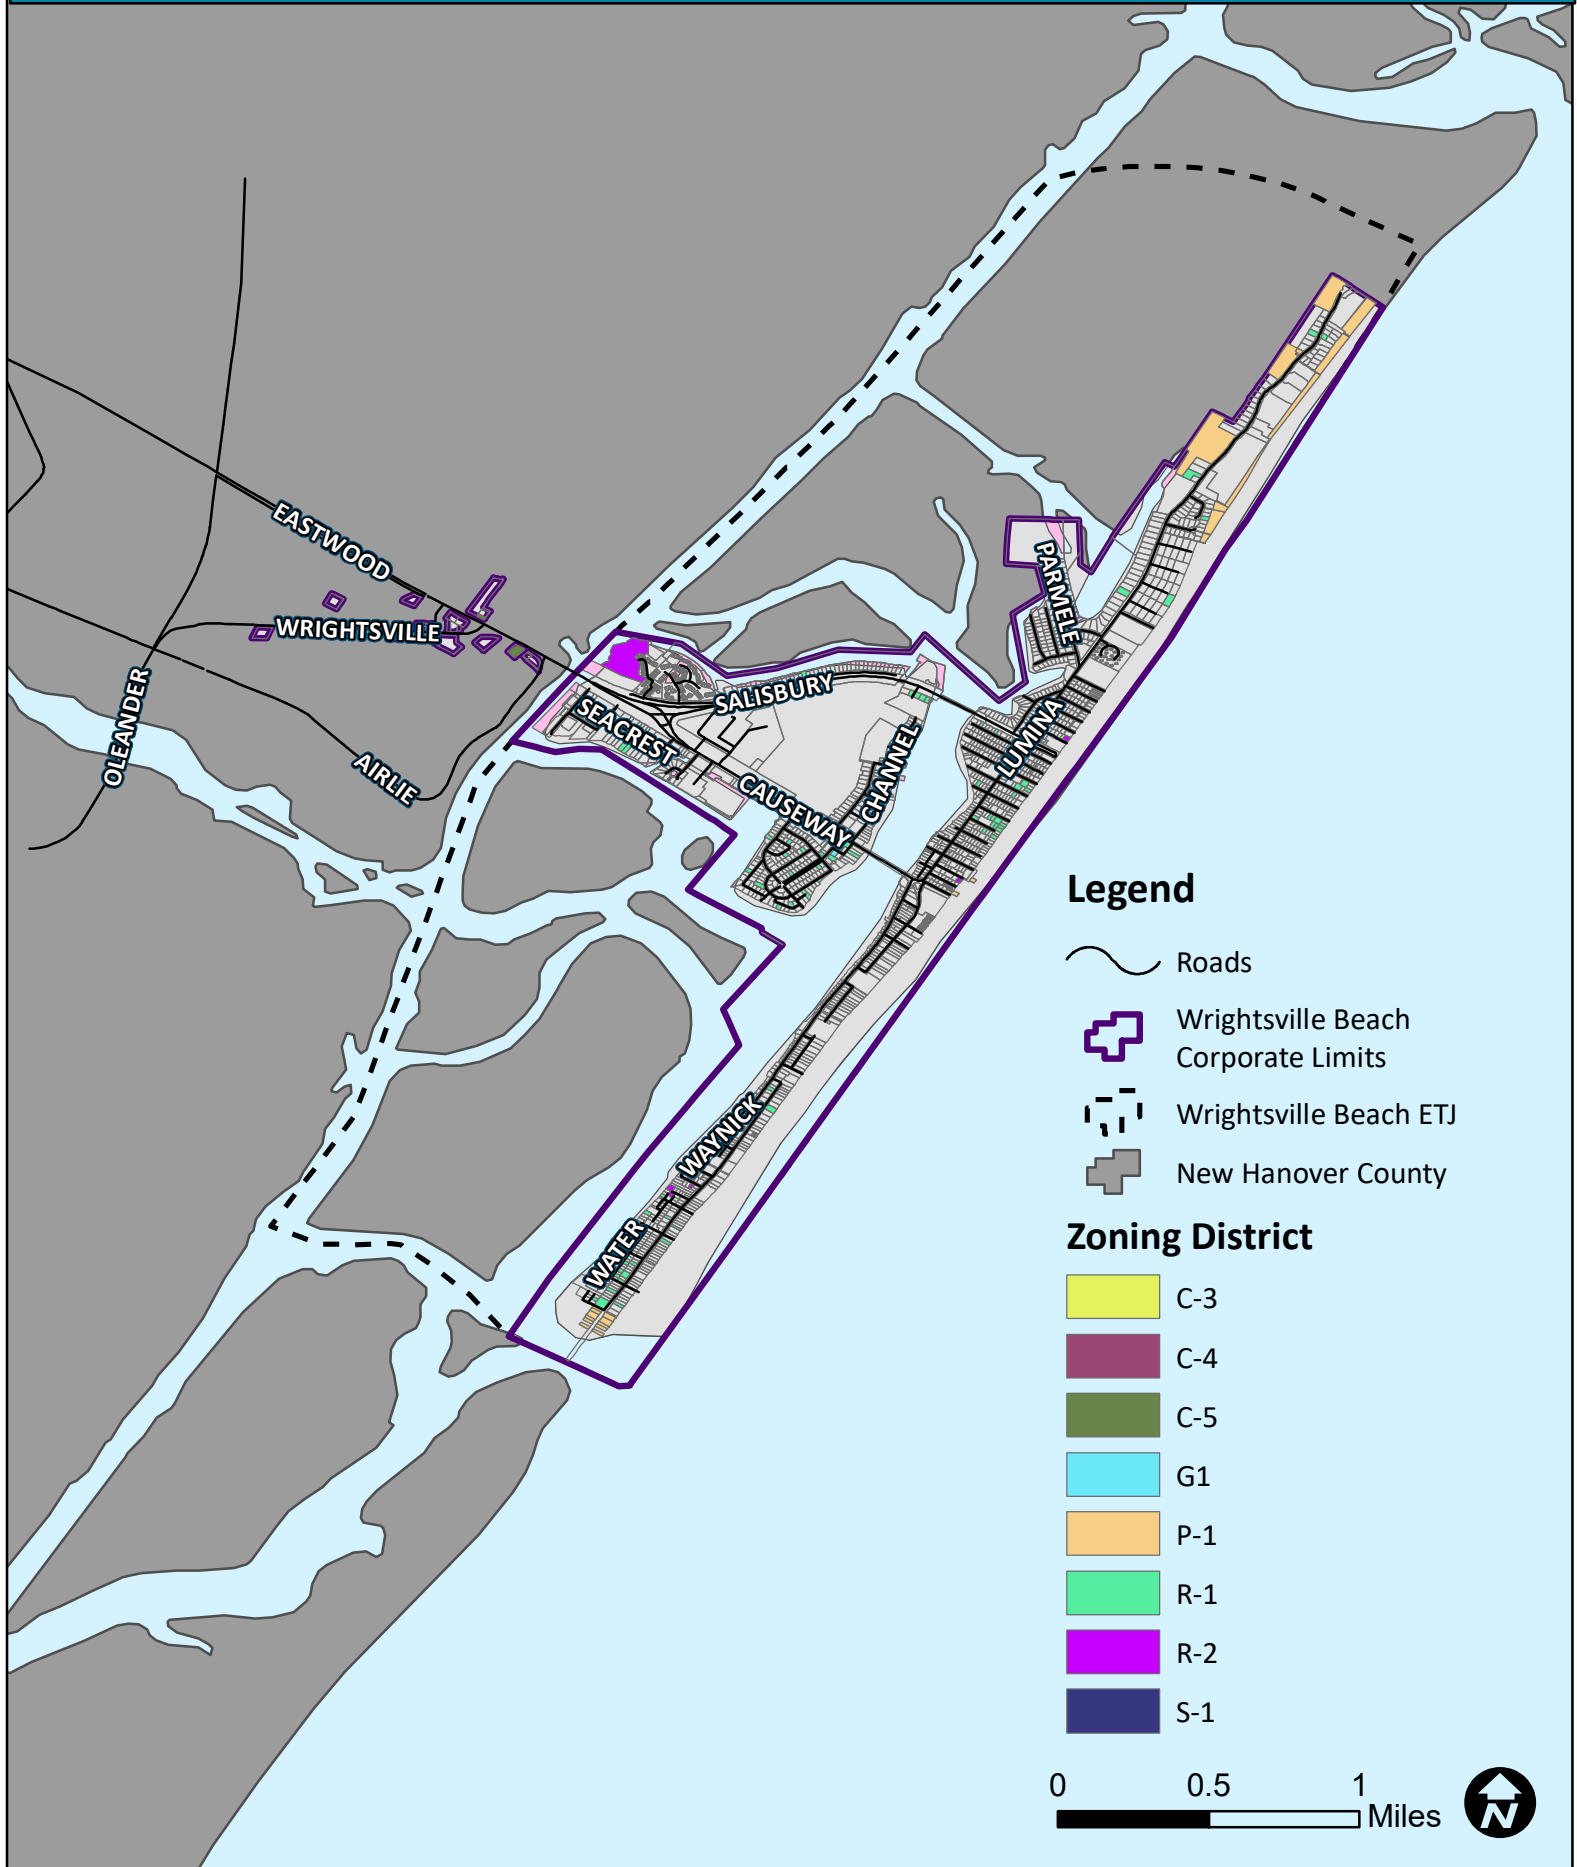 EASTWOOD
WRIGHTSVILLE
OLEANDER
AIRLIE
PARMELE
SALISBURY
SEACREST
CHANNEL
LUMINA
CAUSEWAY
WAYNICK
WATER
Legend
Roads
Wrightsville Beach
Corporate Limits
Wrightsville Beach ETJ
New Hanover County
Zoning District
C-3
C-4
C-5
G1
P-1
R-1
R-2
S-1
0 0.5 1
Miles
N